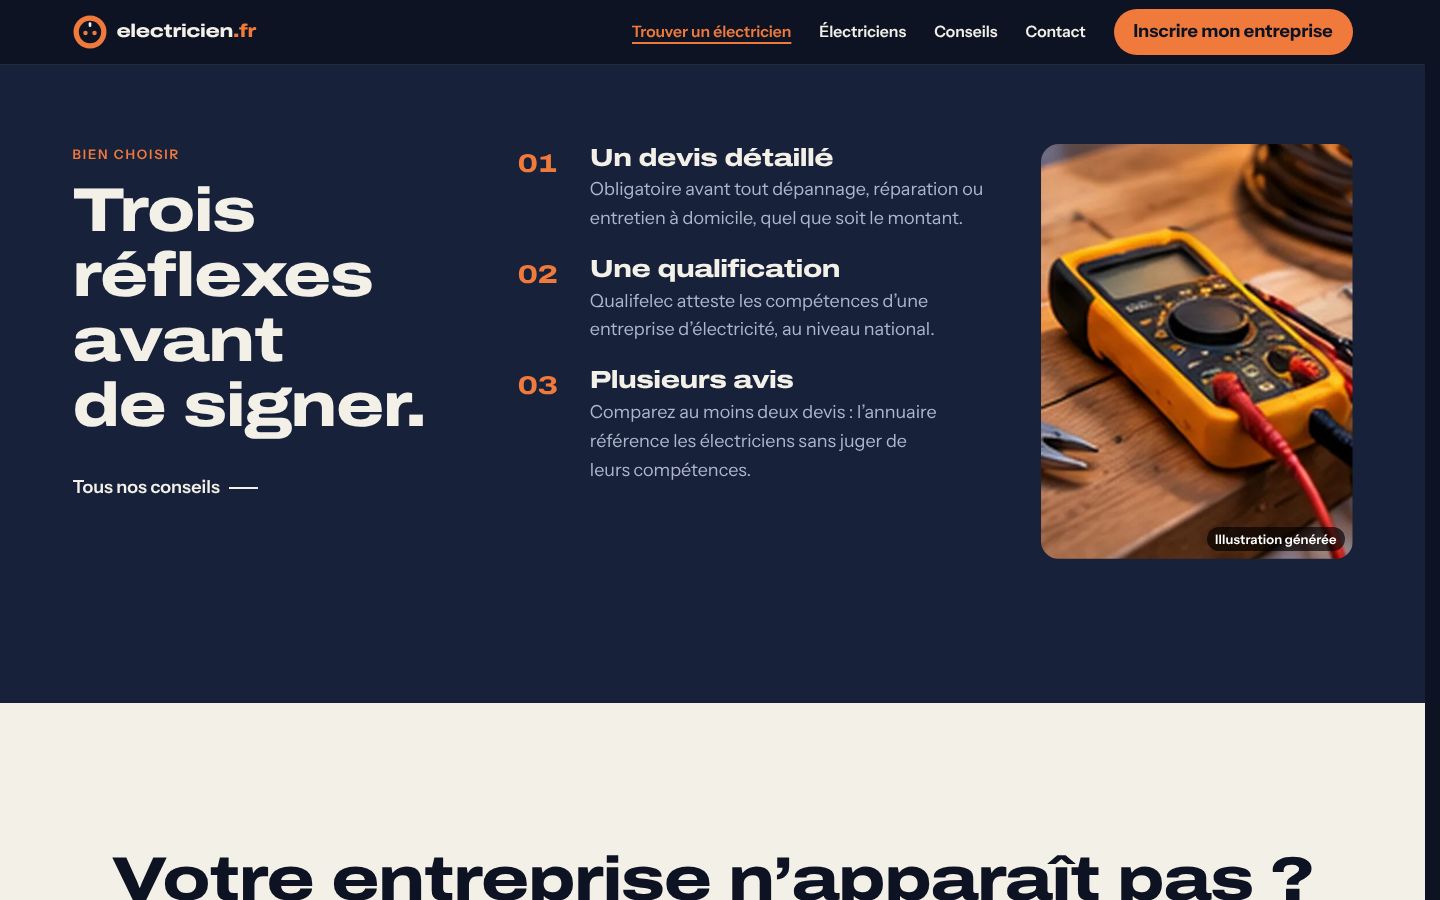 electricien.fr
Trouver un électricien
Électriciens
Conseils
Contact
Inscrire mon entreprise
BIEN CHOISIR
Trois
réflexes
avant
de signer.
Tous nos conseils
01
Un devis détaillé
Obligatoire avant tout dépannage, réparation ou
entretien à domicile, quel que soit le montant.
02
Une qualification
Qualifelec atteste les compétences d’une
entreprise d’électricité, au niveau national.
03
Plusieurs avis
Comparez au moins deux devis : l’annuaire
référence les électriciens sans juger de
leurs compétences.
Illustration générée
Votre entreprise n’apparaît pas ?